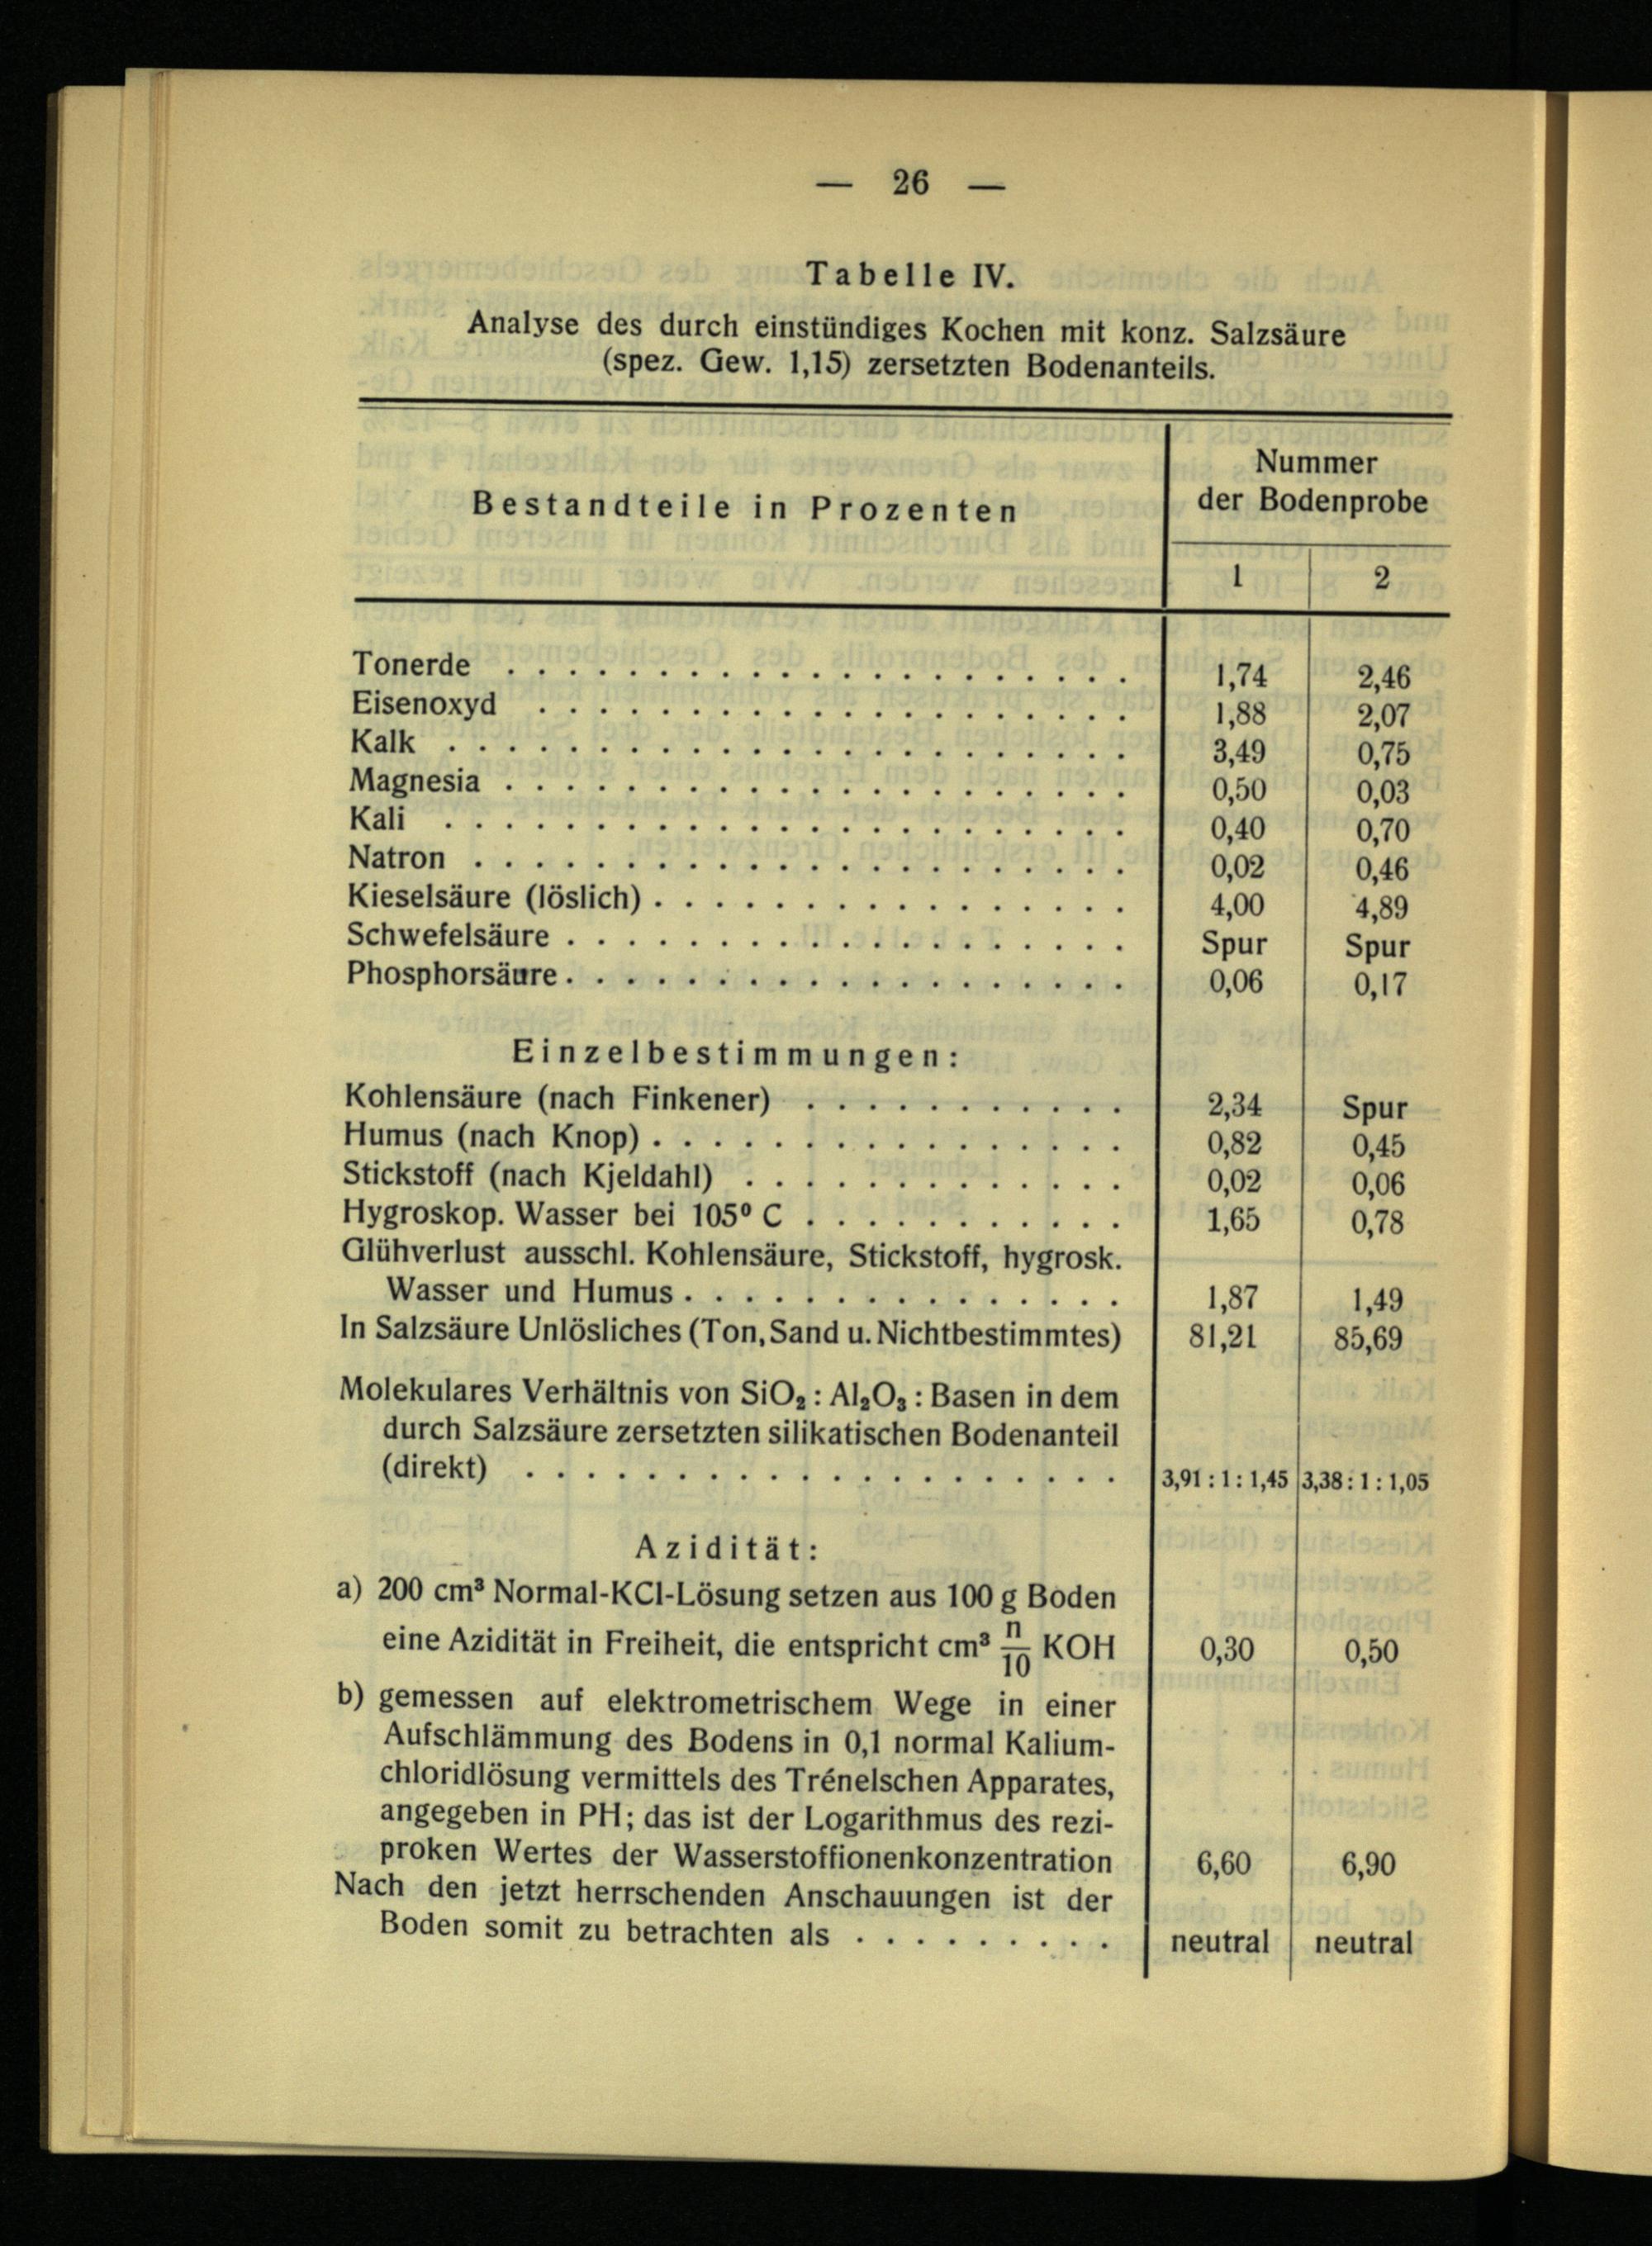 — 26 —
Tabelle IV.
Analyse des durch einstündiges Kochen mit konz. Salzsäure
(spez. Gew. 1,15) zersetzten Bodenanteils.
Bestandteile in Prozenten
Nummer
der Bodenprobe
1 2
Tonerde . . . . . . . . . . . . . . . . . . . . . 1,74 2,46
Eisenoxyd . . . . . . . . . . . . . . . . . . . . 1,88 2,07
Kalk . . . . . . . . . . . . . . . . . . . . . . . 3,49 0,75
Magnesia . . . . . . . . . . . . . . . . . . . . . 0,50 0,03
Kali . . . . . . . . . . . . . . . . . . . . . . . 0,40 0,70
Natron . . . . . . . . . . . . . . . . . . . . . . 0,02 0,46
Kieselsäure (löslich) . . . . . . . . . . . . . . . . 4,00 4,89
Schwefelsäure . . . . . . . . . . . . . . . . . . . Spur Spur
Phosphorsäure . . . . . . . . . . . . . . . . . . . 0,06 0,17
Einzelbestimmungen:
Kohlensäure (nach Finkener) . . . . . . . . . . . 2,34 Spur
Humus (nach Knop) . . . . . . . . . . . . . . . . 0,82 0,45
Stickstoff (nach Kjeldahl) . . . . . . . . . . . . . 0,02 0,06
Hygroskop. Wasser bei 105⁰ C . . . . . . . . . . . 1,65 0,78
Glühverlust ausschl. Kohlensäure, Stickstoff, hygrosk.
Wasser und Humus . . . . . . . . . . . . . . . 1,87 1,49
In Salzsäure Unlösliches (Ton, Sand u. Nichtbestimmtes) 81,21 85,69
Molekulares Verhältnis von SiO₂ : Al₂O₃ : Basen in dem
durch Salzsäure zersetzten silikatischen Bodenanteil
(direkt) . . . . . . . . . . . . . . . . . . . . 3,91 : 1 : 1,45 3,38 : 1 : 1,05
Azidität:
a) 200 cm³ Normal-KCl-Lösung setzen aus 100 g Boden
eine Azidität in Freiheit, die entspricht cm³ n/10 KOH 0,30 0,50
b) gemessen auf elektrometrischem Wege in einer
Aufschlämmung des Bodens in 0,1 normal Kalium-
chloridlösung vermittels des Trénelschen Apparates,
angegeben in PH; das ist der Logarithmus des rezi-
proken Wertes der Wasserstoffionenkonzentration 6,60 6,90
Nach den jetzt herrschenden Anschauungen ist der
Boden somit zu betrachten als . . . . . . . . . neutral neutral